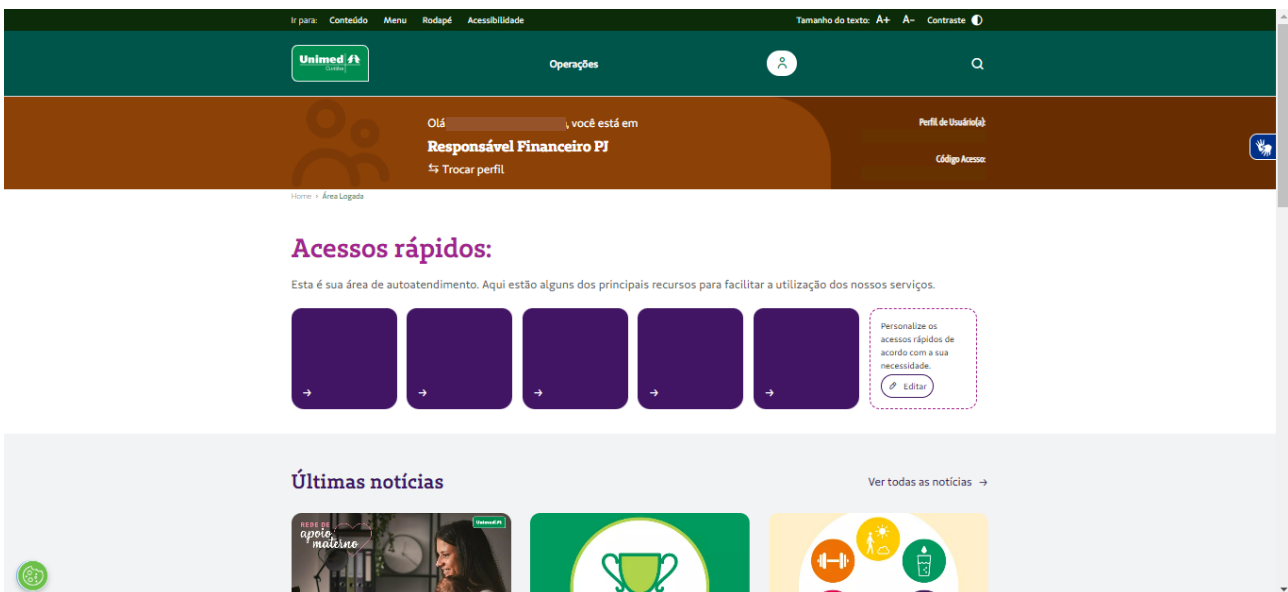 Ir para: Conteúdo Menu Rodapé Acessibilidade
Tamanho do texto: A+ A- Contraste
Unimed
Curitiba
Operações
Olá , você está em
Responsável Financeiro PJ
Trocar perfil
Perfil de Usuário(a):
Código Acesso:
Home › Área Logada
Acessos rápidos:
Esta é sua área de autoatendimento. Aqui estão alguns dos principais recursos para facilitar a utilização dos nossos serviços.
Personalize os
acessos rápidos de
acordo com a sua
necessidade.
Editar
Últimas notícias
Ver todas as notícias →
REDE DE
apoio
materno
Unimed